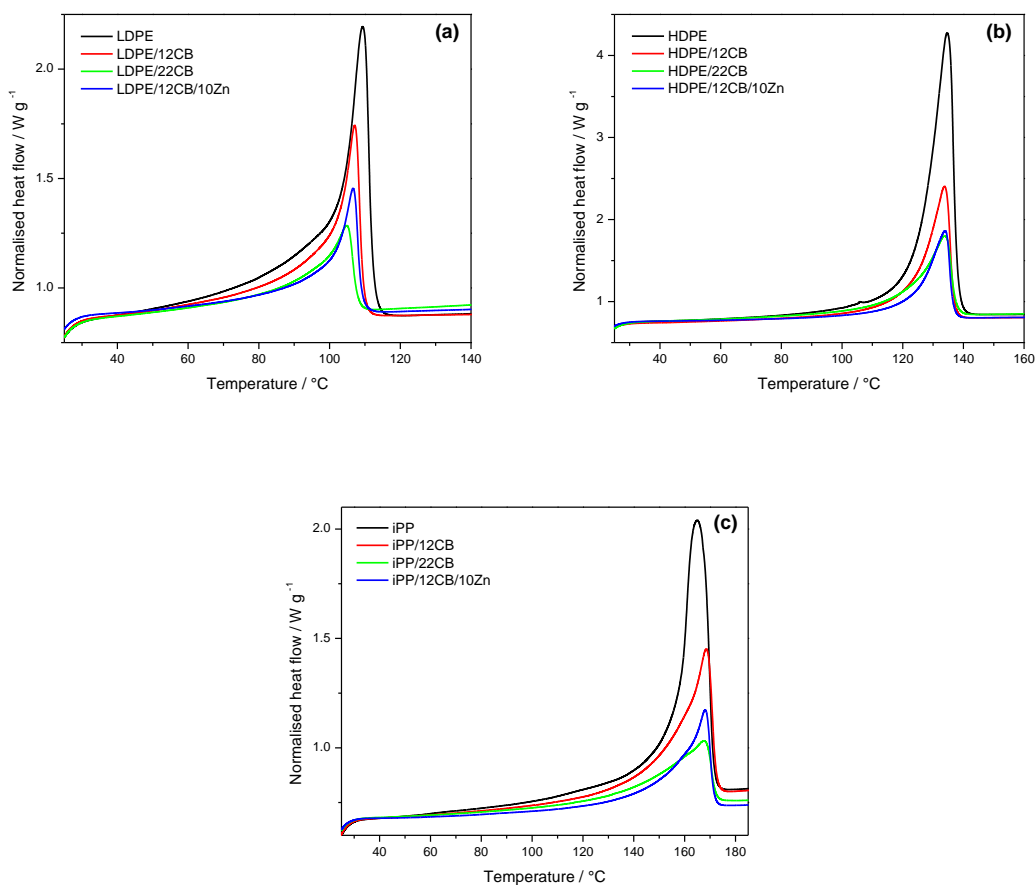 (a)
LDPE
LDPE/12CB
LDPE/22CB
LDPE/12CB/10Zn
Normalised heat flow / W g⁻¹
2.0
1.5
1.0
40 60 80 100 120 140
Temperature / °C
(b)
HDPE
HDPE/12CB
HDPE/22CB
HDPE/12CB/10Zn
Normalised heat flow / W g⁻¹
4
3
2
1
40 60 80 100 120 140 160
Temperature / °C
(c)
iPP
iPP/12CB
iPP/22CB
iPP/12CB/10Zn
Normalised heat flow / W g⁻¹
2.0
1.5
1.0
40 60 80 100 120 140 160 180
Temperature / °C